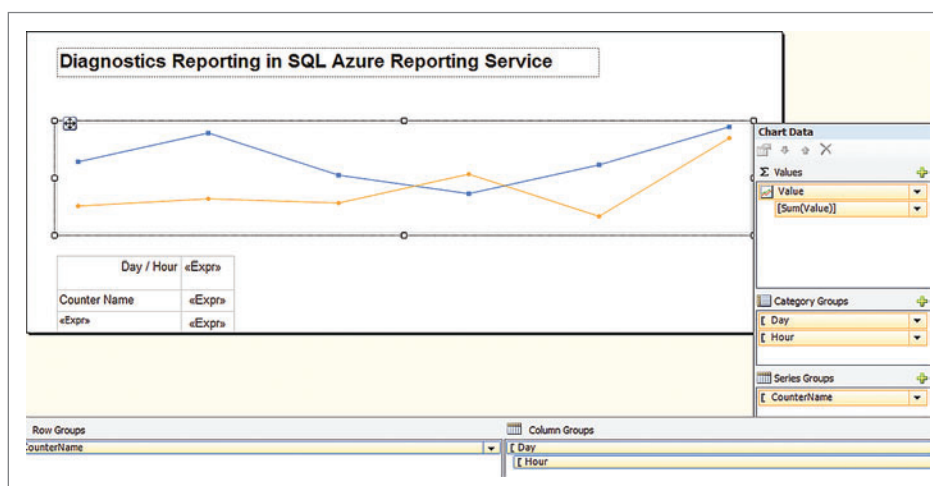 Diagnostics Reporting in SQL Azure Reporting Service
Chart Data
Σ Values
Value
[Sum(Value)]
Day / Hour «Expr»
Counter Name «Expr»
«Expr» «Expr»
Category Groups
[ Day
[ Hour
Series Groups
[ CounterName
Row Groups
CounterName
Column Groups
[ Day
[ Hour